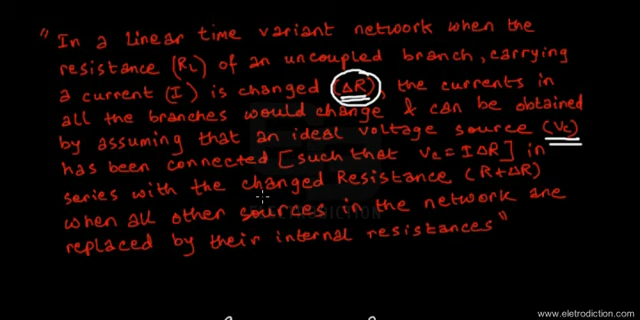 " In a linear time variant network when the
resistance (RL) of an uncoupled branch, carrying
a current (I) is changed (ΔR), the currents in
all the branches would change & can be obtained
by assuming that an ideal voltage source (Vc)
has been connected [such that Vc = IΔR] in
series with the changed Resistance (R+ΔR)
when all other sources in the network are
replaced by their internal resistances"
www.eletrodiction.com